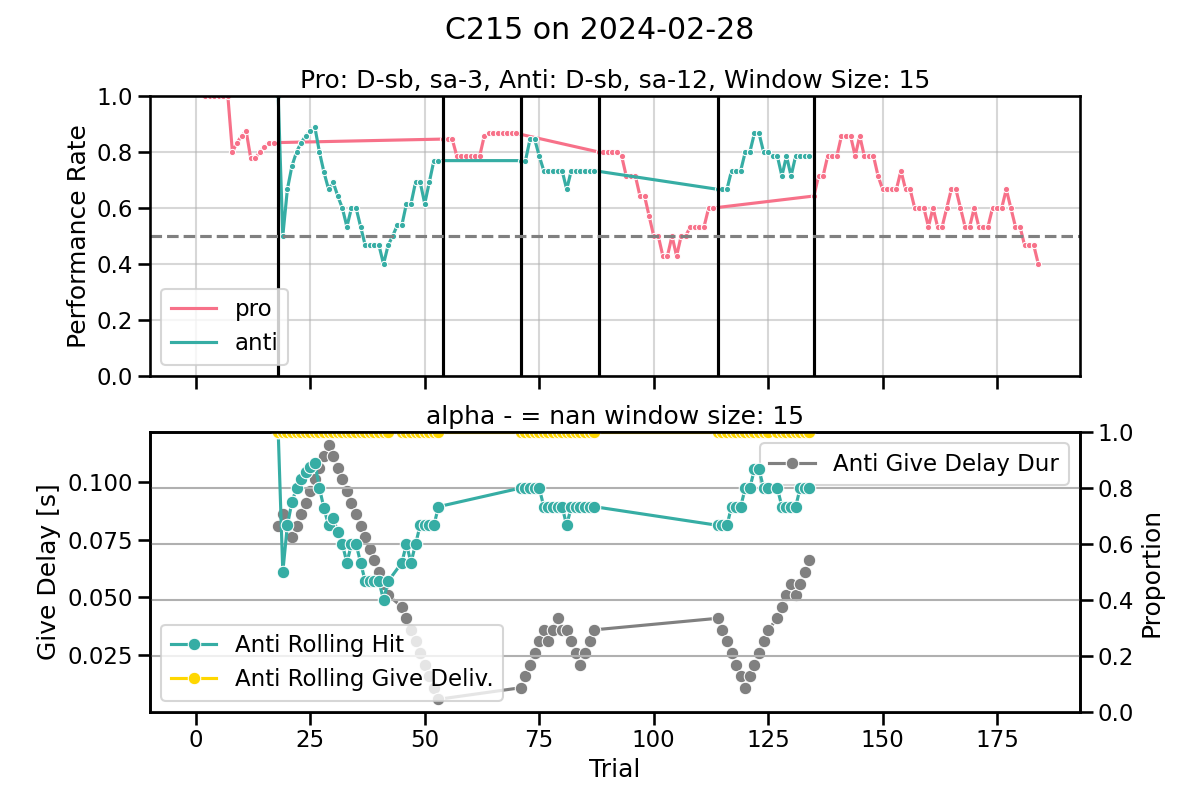 C215 on 2024-02-28
Pro: D-sb, sa-3, Anti: D-sb, sa-12, Window Size: 15
Performance Rate
1.0
0.8
0.6
0.4
0.2
0.0
pro
anti
alpha - = nan window size: 15
Give Delay [s]
0.100
0.075
0.050
0.025
Anti Give Delay Dur
Anti Rolling Hit
Anti Rolling Give Deliv.
1.0
0.8
0.6
0.4
0.2
0.0
Proportion
0 25 50 75 100 125 150 175
Trial